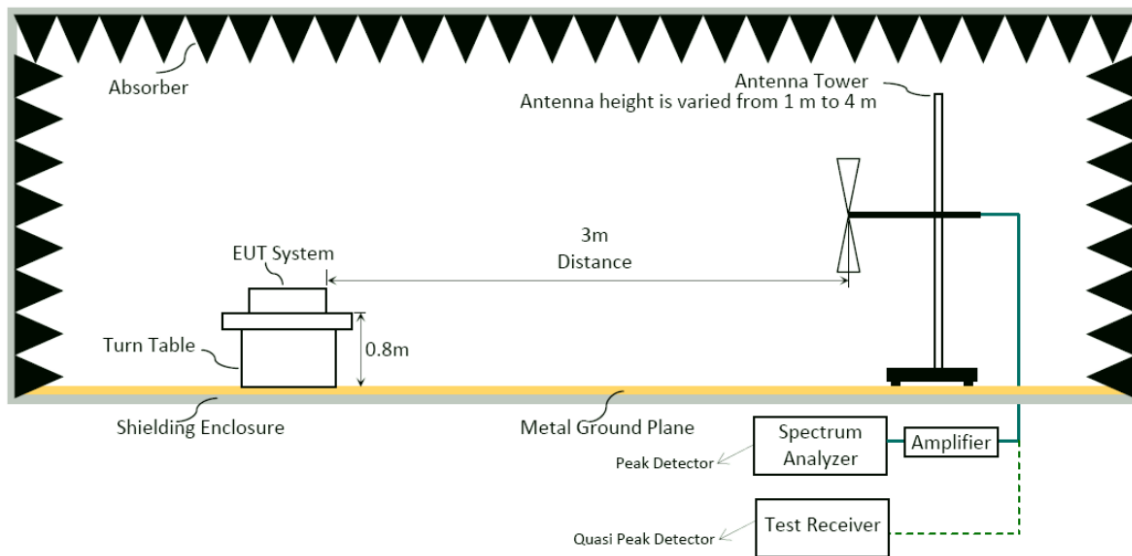 Absorber
Antenna Tower
Antenna height is varied from 1 m to 4 m
3m
Distance
EUT System
Turn Table
0.8m
Shielding Enclosure
Metal Ground Plane
Spectrum
Analyzer
Amplifier
Peak Detector
Test Receiver
Quasi Peak Detector